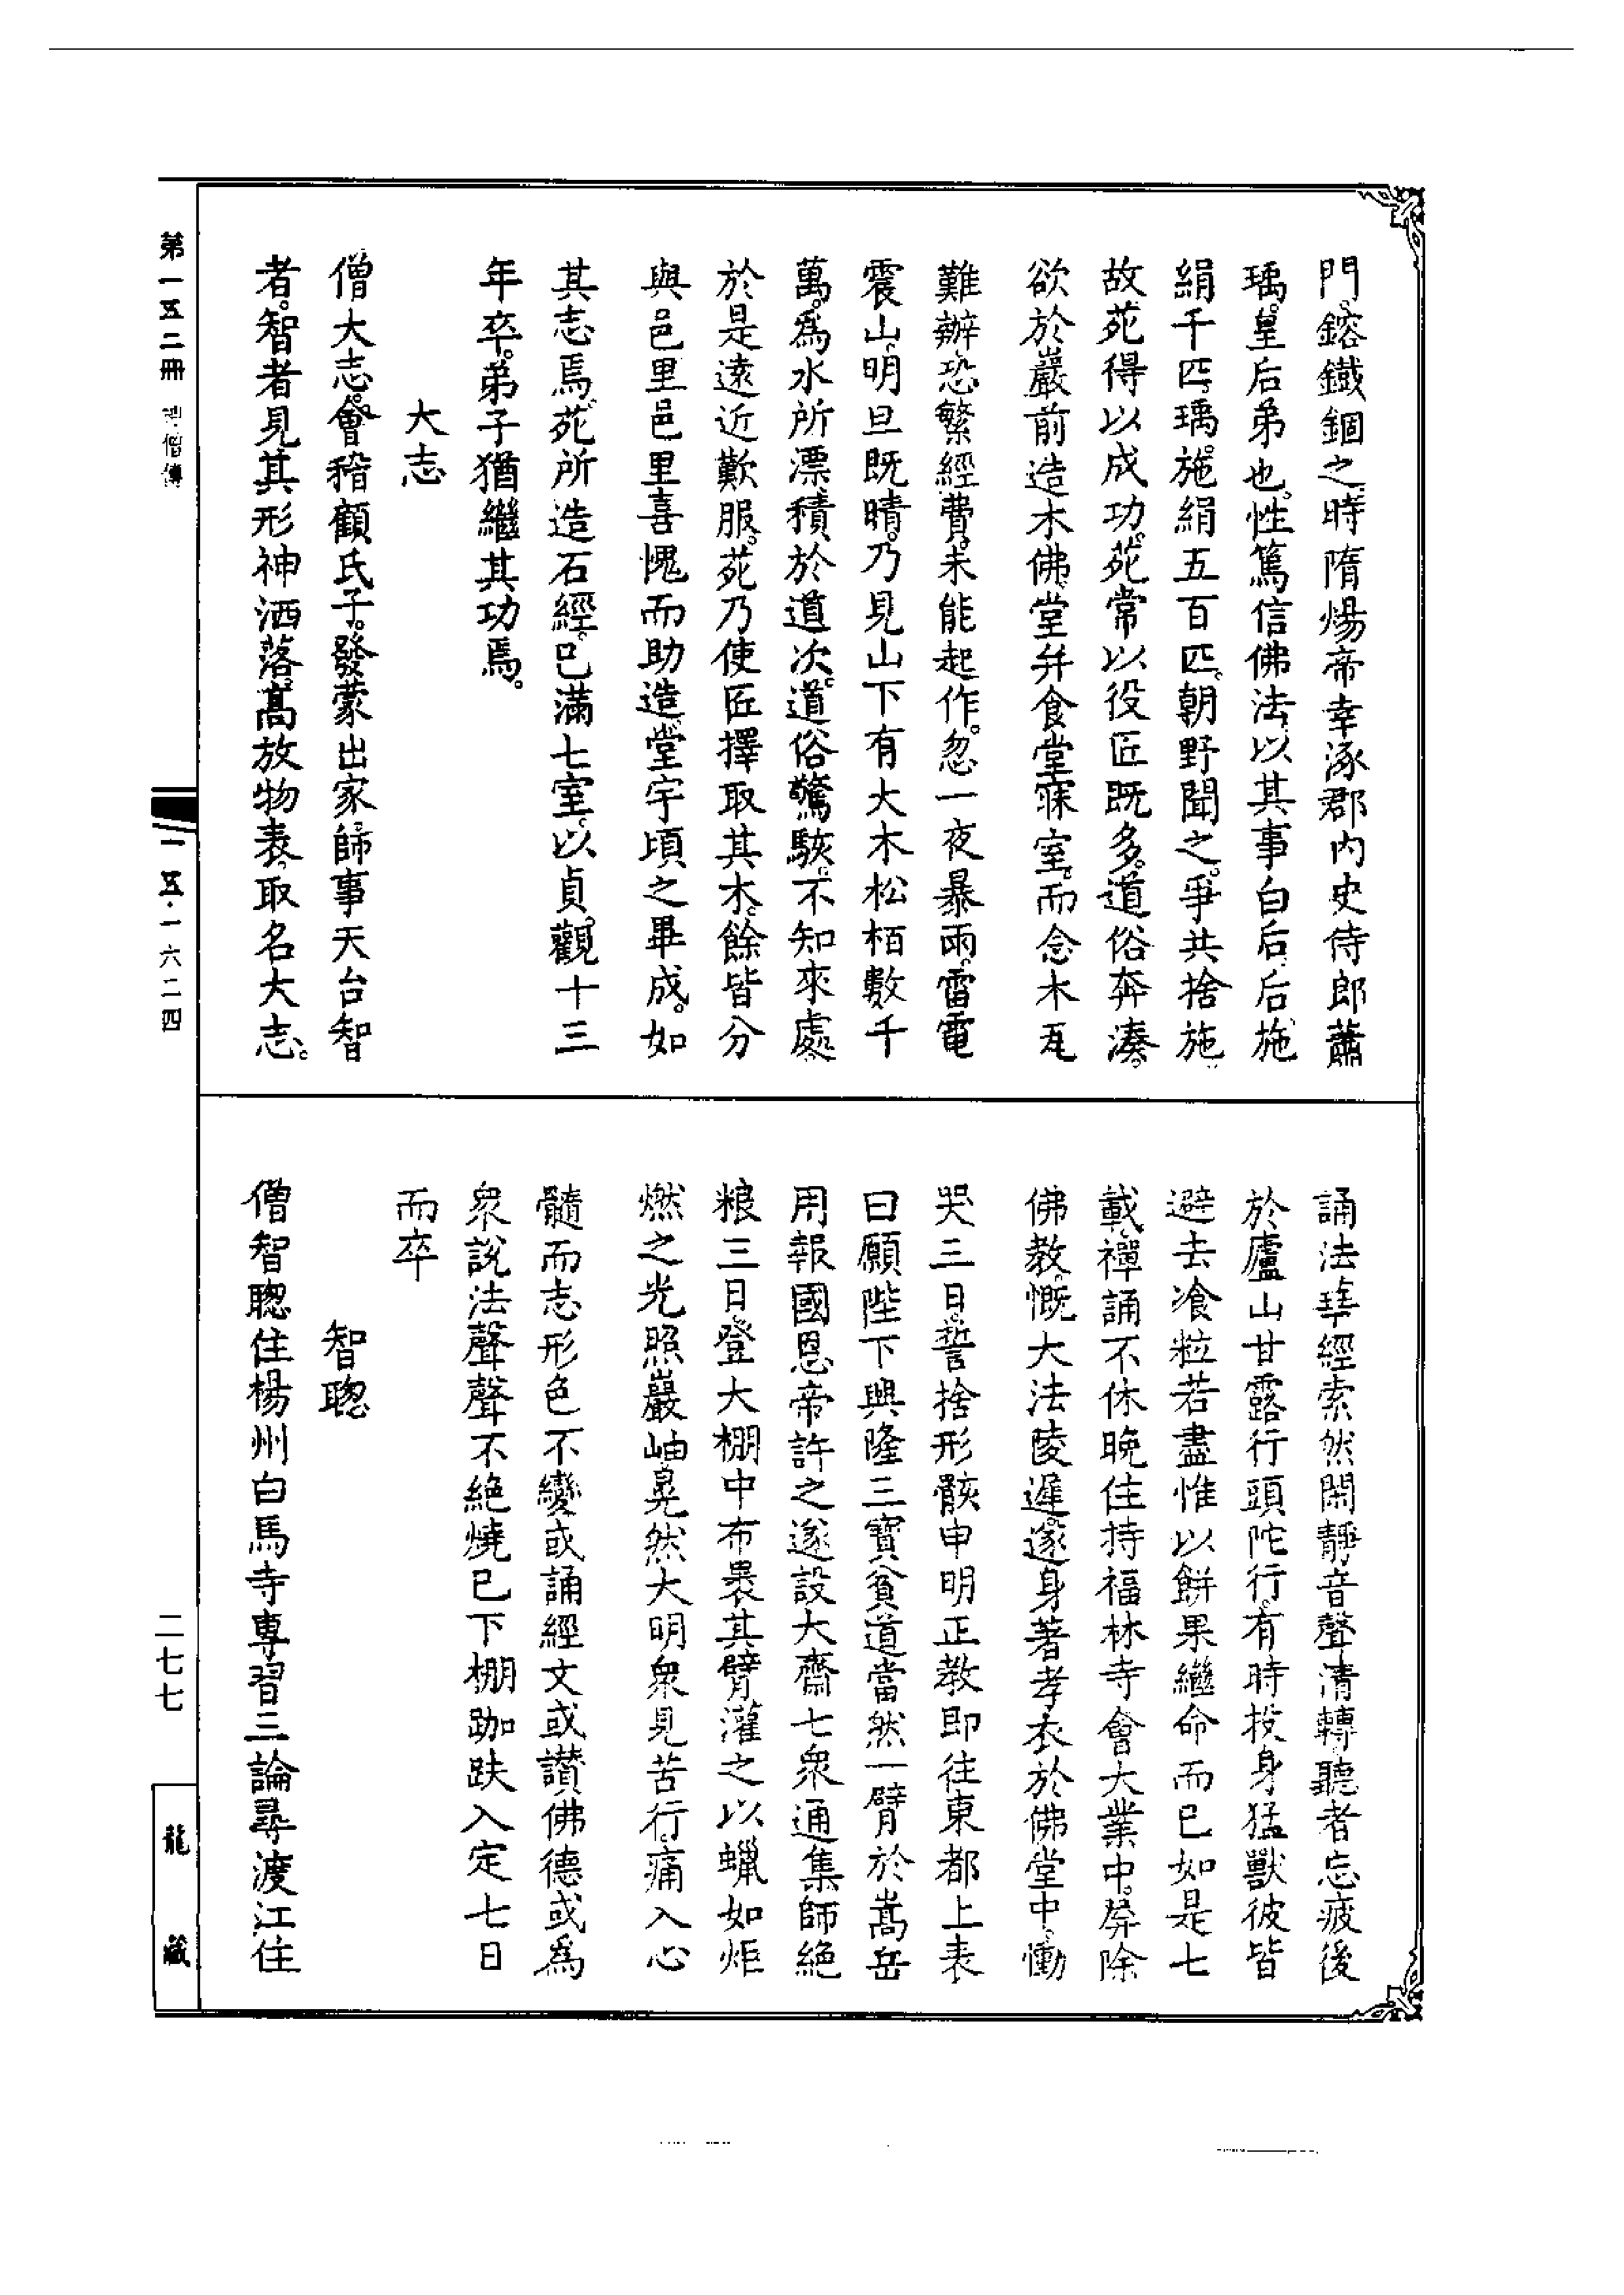 門。鎔鐵錮之。時隋煬帝幸涿郡内史侍郎蕭
瑀。皇后弟也。性篤信佛法。以其事白后。后施
絹千匹。瑀施絹五百匹。朝野聞之。爭共捨施。
故苑得以成功。苑常以役匠既多。道俗奔湊。
欲於巖前造木佛堂并食堂寐室。而念木瓦
難辦。恐繁經費。未能起作。忽一夜暴雨。雷電
震山。明旦既晴。乃見山下有大木松栢數千
萬。爲水所漂。積於道次。道俗驚駭。不知來處。
於是遠近歎服。苑乃使匠擇取其木。餘皆分
與邑里。邑里喜愧而助造堂宇。頃之畢成。如
其志焉。苑所造石經。已滿七室。以貞觀十三
年卒。弟子猶繼其功焉。
大志
僧大志。會稽顧氏子。發蒙出家。師事天台智
者。智者見其形神洒落。髙放物表。取名大志。
誦法華經索然閑靜音聲清轉聽者忘疲後
於廬山甘露行頭陀行。有時投身猛獸彼皆
避去飡粒若盡惟以餅果繼命而已如是七
載。禪誦不休晚住持福林寺會大業中。屏除
佛教。慨大法陵遲。遂身著孝衣於佛堂中。慟
哭三日。誓捨形骸申明正教即往東都上表
曰願陛下興隆三寶貧道當然一臂於嵩岳
用報國恩帝許之遂設大齋七衆通集師絶
粮三日。登大棚中布裹其臂灌之以蠟如炬
燃之光照巖岫。晃然大明衆見苦行。痛入心
髓而志形色不變或誦經文或讃佛德或爲
衆說法聲聲不絶燒已下棚跏趺入定七日
而卒
智聰
僧智聰住楊州白馬寺専習三論尋渡江住
第一五二冊　神僧傳
一五·一六二四
二七七
龍藏